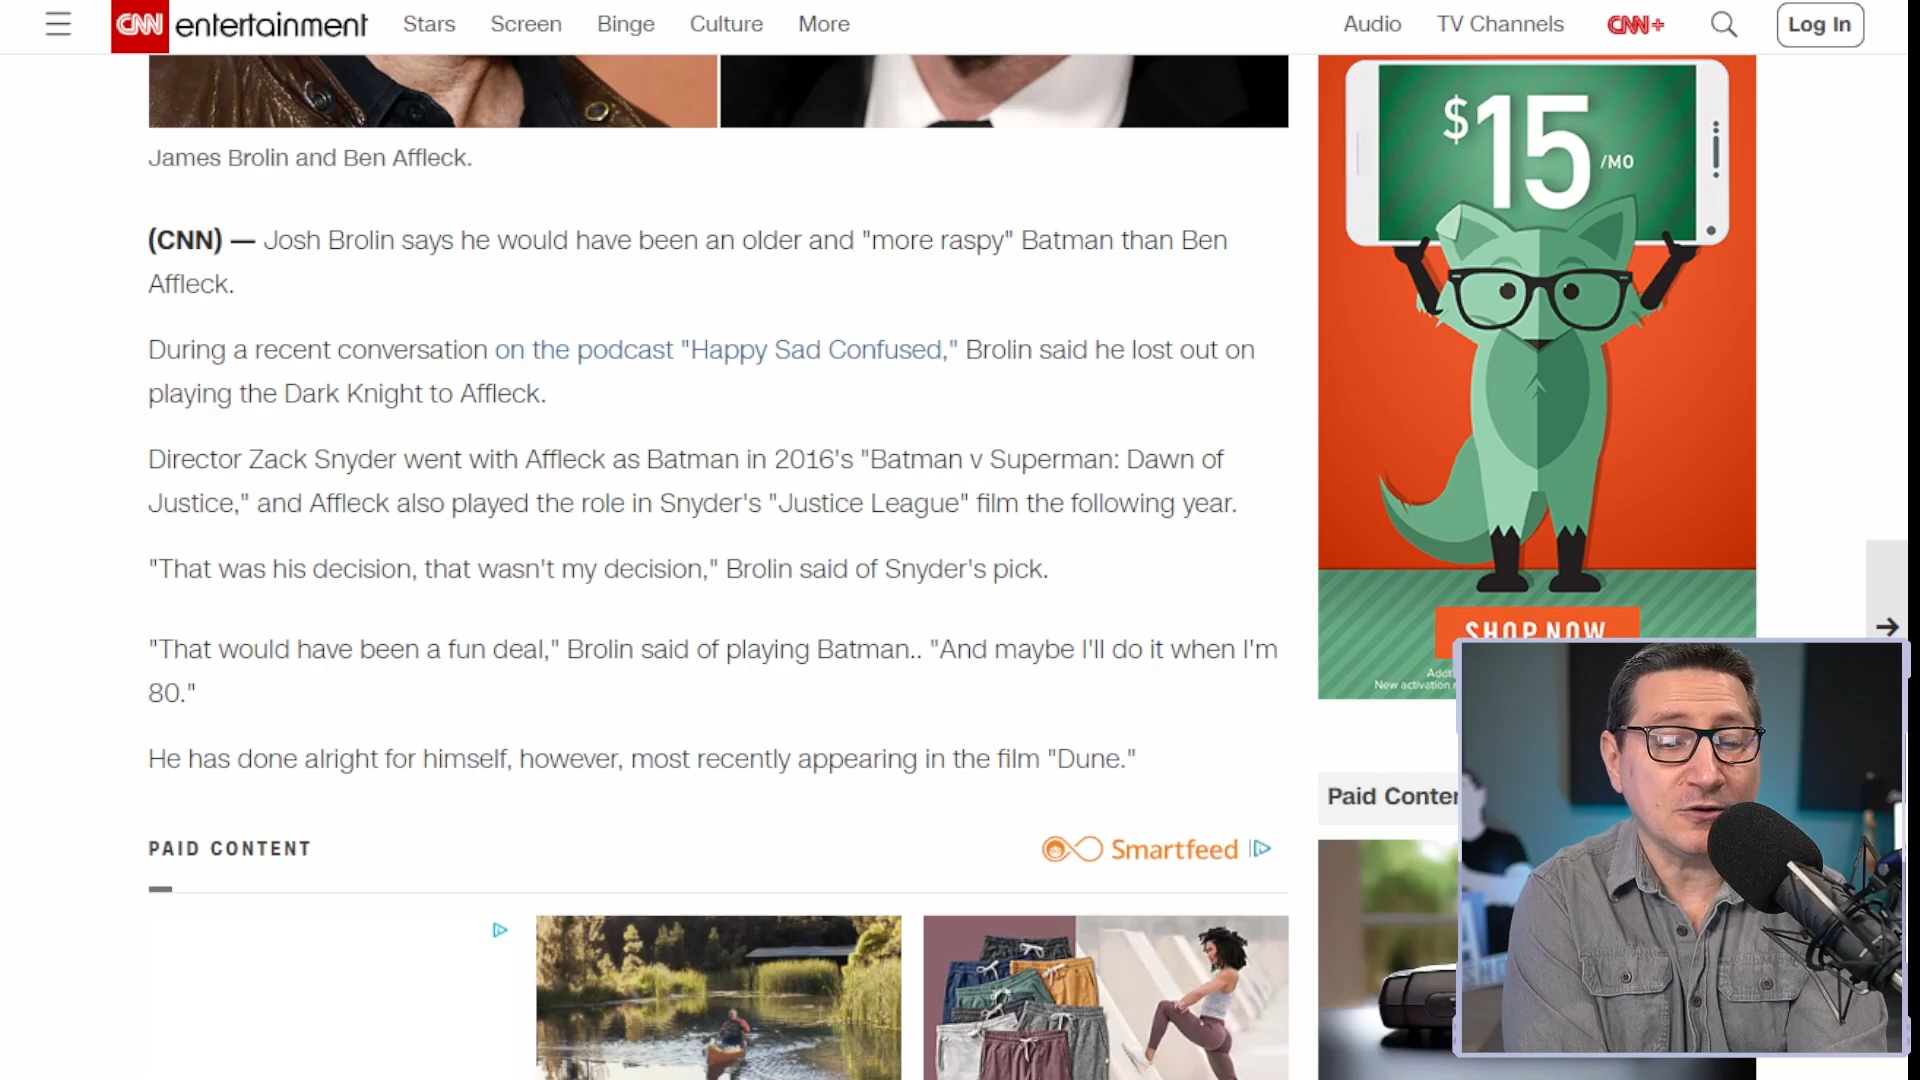 CNN entertainment Stars Screen Binge Culture More Audio TV Channels CNN+ Log In
James Brolin and Ben Affleck.
(CNN) — Josh Brolin says he would have been an older and "more raspy" Batman than Ben
Affleck.
During a recent conversation on the podcast "Happy Sad Confused," Brolin said he lost out on
playing the Dark Knight to Affleck.
Director Zack Snyder went with Affleck as Batman in 2016's "Batman v Superman: Dawn of
Justice," and Affleck also played the role in Snyder's "Justice League" film the following year.
"That was his decision, that wasn't my decision," Brolin said of Snyder's pick.
"That would have been a fun deal," Brolin said of playing Batman.. "And maybe I'll do it when I'm
80."
He has done alright for himself, however, most recently appearing in the film "Dune."
PAID CONTENT
Smartfeed
$15/MO
SHOP NOW
New activation
Paid